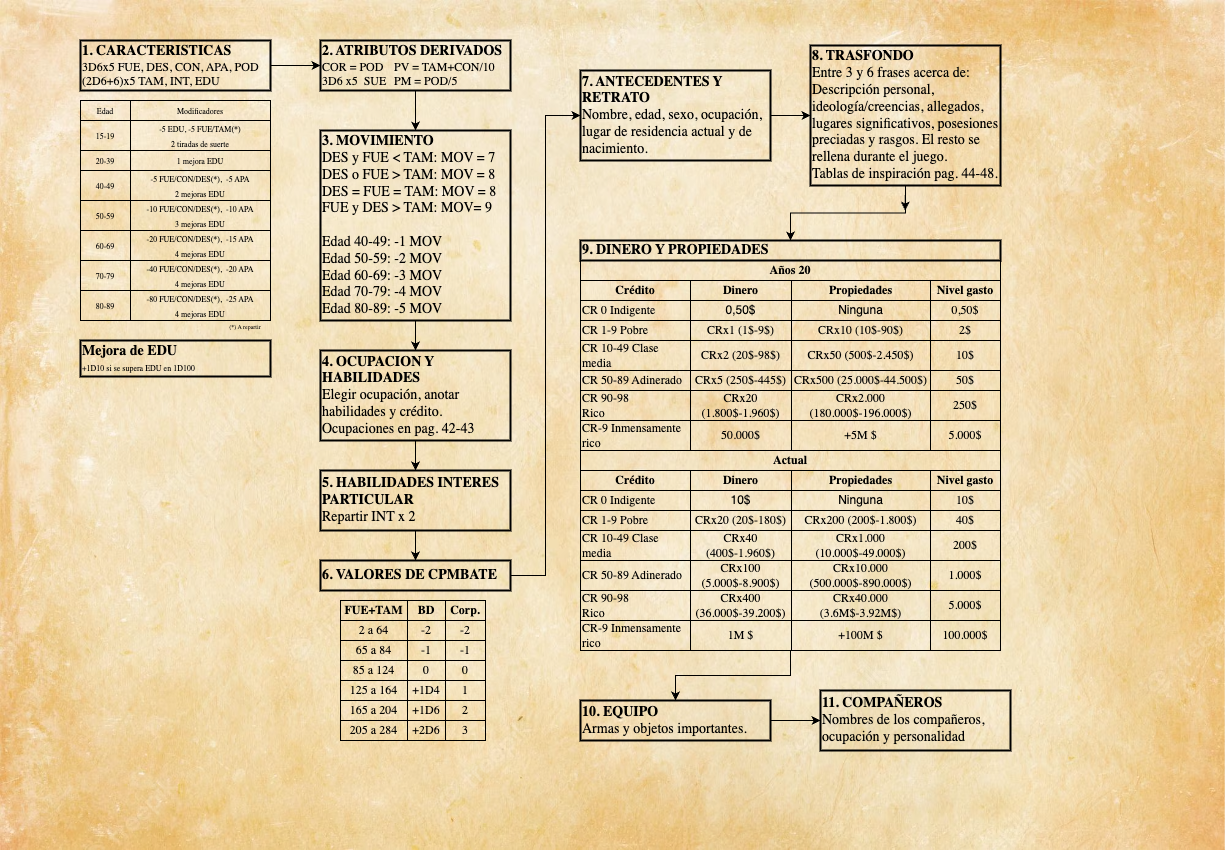 1. CARACTERISTICAS
3D6x5 FUE, DES, CON, APA, POD
(2D6+6)x5 TAM, INT, EDU
Edad Modificadores
15-19 -5 EDU, -5 FUE/TAM(*)
2 tiradas de suerte
20-39 1 mejora EDU
40-49 -5 FUE/CON/DES(*), -5 APA
2 mejoras EDU
50-59 -10 FUE/CON/DES(*), -10 APA
3 mejoras EDU
60-69 -20 FUE/CON/DES(*), -15 APA
4 mejoras EDU
70-79 -40 FUE/CON/DES(*), -20 APA
4 mejoras EDU
80-89 -80 FUE/CON/DES(*), -25 APA
4 mejoras EDU
(*) A repartir
Mejora de EDU
+1D10 si se supera EDU en 1D100
2. ATRIBUTOS DERIVADOS
COR = POD PV = TAM+CON/10
3D6 x5 SUE PM = POD/5
3. MOVIMIENTO
DES y FUE < TAM: MOV = 7
DES o FUE > TAM: MOV = 8
DES = FUE = TAM: MOV = 8
FUE y DES > TAM: MOV= 9
Edad 40-49: -1 MOV
Edad 50-59: -2 MOV
Edad 60-69: -3 MOV
Edad 70-79: -4 MOV
Edad 80-89: -5 MOV
4. OCUPACION Y
HABILIDADES
Elegir ocupación, anotar
habilidades y crédito.
Ocupaciones en pag. 42-43
5. HABILIDADES INTERES
PARTICULAR
Repartir INT x 2
6. VALORES DE CPMBATE
FUE+TAM BD Corp.
2 a 64 -2 -2
65 a 84 -1 -1
85 a 124 0 0
125 a 164 +1D4 1
165 a 204 +1D6 2
205 a 284 +2D6 3
7. ANTECEDENTES Y
RETRATO
Nombre, edad, sexo, ocupación,
lugar de residencia actual y de
nacimiento.
8. TRASFONDO
Entre 3 y 6 frases acerca de:
Descripción personal,
ideología/creencias, allegados,
lugares significativos, posesiones
preciadas y rasgos. El resto se
rellena durante el juego.
Tablas de inspiración pag. 44-48.
9. DINERO Y PROPIEDADES
Años 20
Crédito Dinero Propiedades Nivel gasto
CR 0 Indigente 0,50$ Ninguna 0,50$
CR 1-9 Pobre CRx1 (1$-9$) CRx10 (10$-90$) 2$
CR 10-49 Clase
media CRx2 (20$-98$) CRx50 (500$-2.450$) 10$
CR 50-89 Adinerado CRx5 (250$-445$) CRx500 (25.000$-44.500$) 50$
CR 90-98 CRx20 CRx2.000
Rico (1.800$-1.960$) (180.000$-196.000$) 250$
CR-9 Inmensamente
rico 50.000$ +5M $ 5.000$
Actual
Crédito Dinero Propiedades Nivel gasto
CR 0 Indigente 10$ Ninguna 10$
CR 1-9 Pobre CRx20 (20$-180$) CRx200 (200$-1.800$) 40$
CR 10-49 Clase CRx40 CRx1.000
media (400$-1.960$) (10.000$-49.000$) 200$
CR 50-89 Adinerado CRx100 CRx10.000
(5.000$-8.900$) (500.000$-890.000$) 1.000$
CR 90-98 CRx400 CRx40.000
Rico (36.000$-39.200$) (3.6M$-3.92M$) 5.000$
CR-9 Inmensamente
rico 1M $ +100M $ 100.000$
10. EQUIPO
Armas y objetos importantes.
11. COMPAÑEROS
Nombres de los compañeros,
ocupación y personalidad